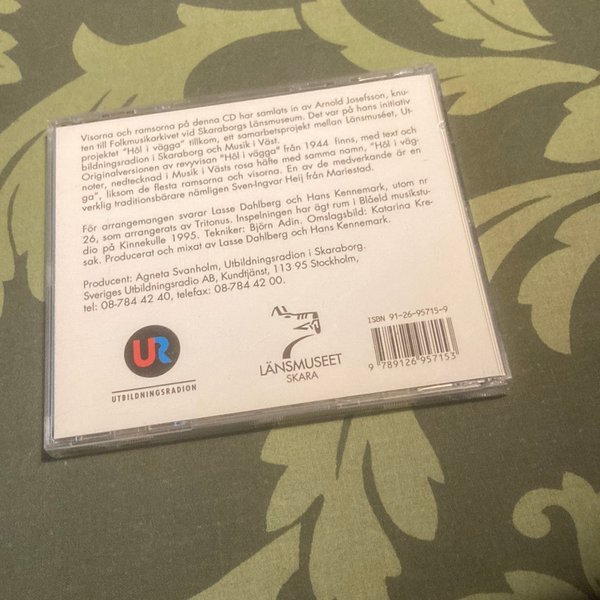 Visorna och ramsorna på denna CD har samlats in av Arnold Josefsson, knu-
ten till Folkmusikarkivet vid Skaraborgs Länsmuseum. Det var på hans initiativ
projektet "Hôl i vägga" tillkom, ett samarbetsprojekt mellan Länsmuséet, Ut-
bildningsradion i Skaraborg och Musik i Väst.
Originalversionen av revyvisan "Hôl i vägga" från 1944 finns, med text och
noter, nedtecknad i Musik i Västs rosa häfte med samma namn, "Hôl i väg-
ga", liksom de flesta ramsorna och visorna. En av de medverkande är en
verklig traditionsbärare nämligen Sven-Ingvar Heij från Mariestad.
För arrangemangen svarar Lasse Dahlberg och Hans Kennemark, utom nr
26, som arrangerats av Tritonus. Inspelningen har ägt rum i Blåeld musikstu-
dio på Kinnekulle 1995. Tekniker: Björn Adin. Omslagsbild: Katarina Kre-
sak. Producerat och mixat av Lasse Dahlberg och Hans Kennemark.
Producent: Agneta Svanholm, Utbildningsradion i Skaraborg.
Sveriges Utbildningsradio AB, Kundtjänst, 113 95 Stockholm,
tel: 08-784 42 40, telefax: 08-784 42 00.
UR
UTBILDNINGSRADION
LÄNSMUSEET
SKARA
ISBN 91-26-95715-9
9 789126 957153